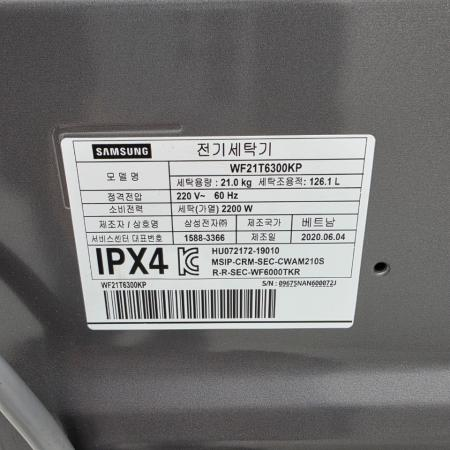 SAMSUNG 전기세탁기
모델명 WF21T6300KP
세탁용량 : 21.0 kg 세탁조용적: 126.1 L
정격전압 220 V~ 60 Hz
소비전력 세탁(가열) 2200 W
제조자 / 상호명 삼성전자㈜ 제조국가 베트남
서비스센터 대표번호 1588-3366 제조일 2020.06.04
IPX4 HU072172-19010
MSIP-CRM-SEC-CWAM210S
R-R-SEC-WF6000TKR
WF21T6300KP S/N : 09675NAN600072J